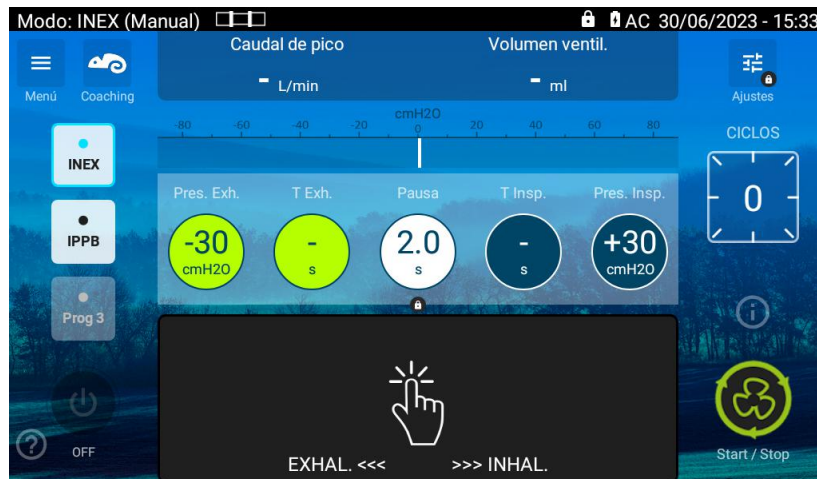 Modo: INEX (Manual) AC 30/06/2023 - 15:33
Caudal de pico Volumen ventil.
- L/min - ml
Menú Coaching Ajustes
cmH2O
-80 -60 -40 -20 0 20 40 60 80
CICLOS
0
INEX
IPPB
Prog 3
Pres. Exh. T Exh. Pausa T Insp. Pres. Insp.
-30 - 2.0 - +30
cmH2O s s s cmH2O
OFF
EXHAL. <<< >>> INHAL.
Start / Stop